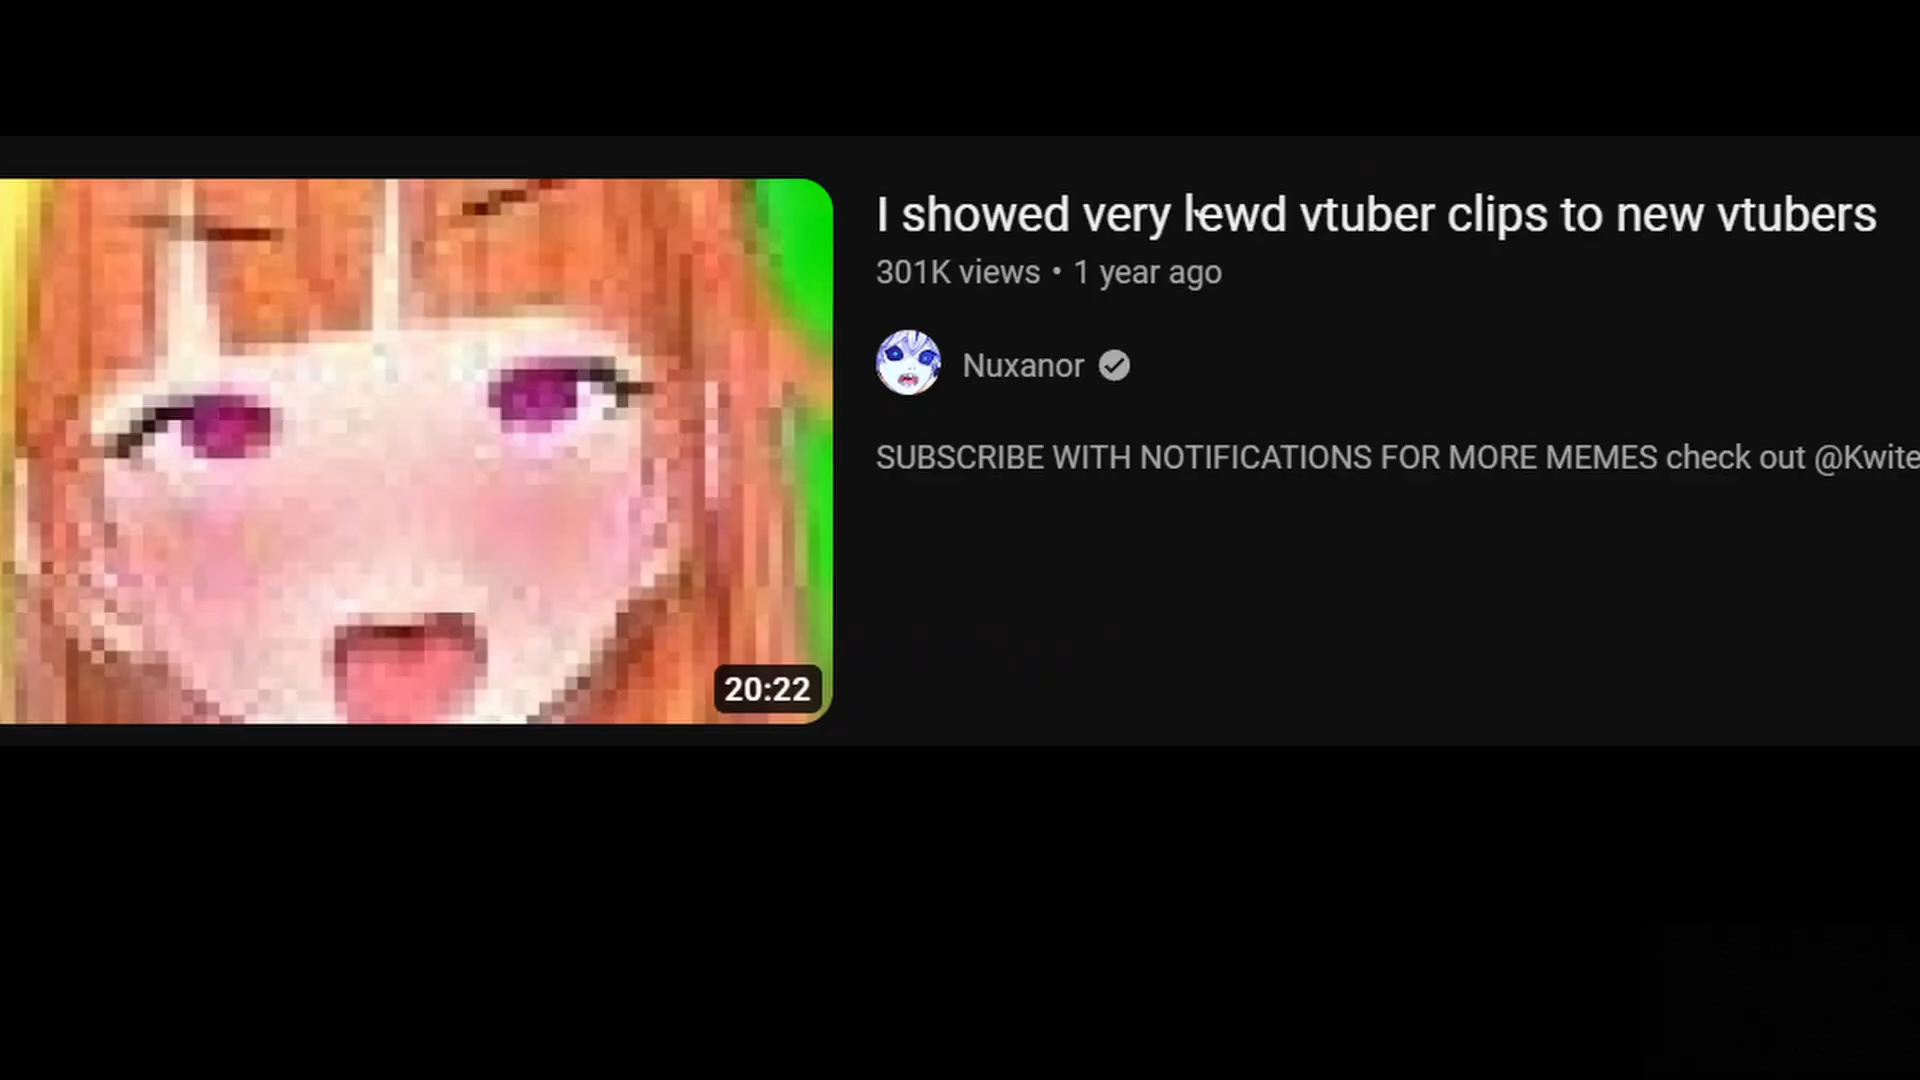 I showed very lewd vtuber clips to new vtubers
301K views • 1 year ago
Nuxanor
SUBSCRIBE WITH NOTIFICATIONS FOR MORE MEMES check out @Kwite
20:22